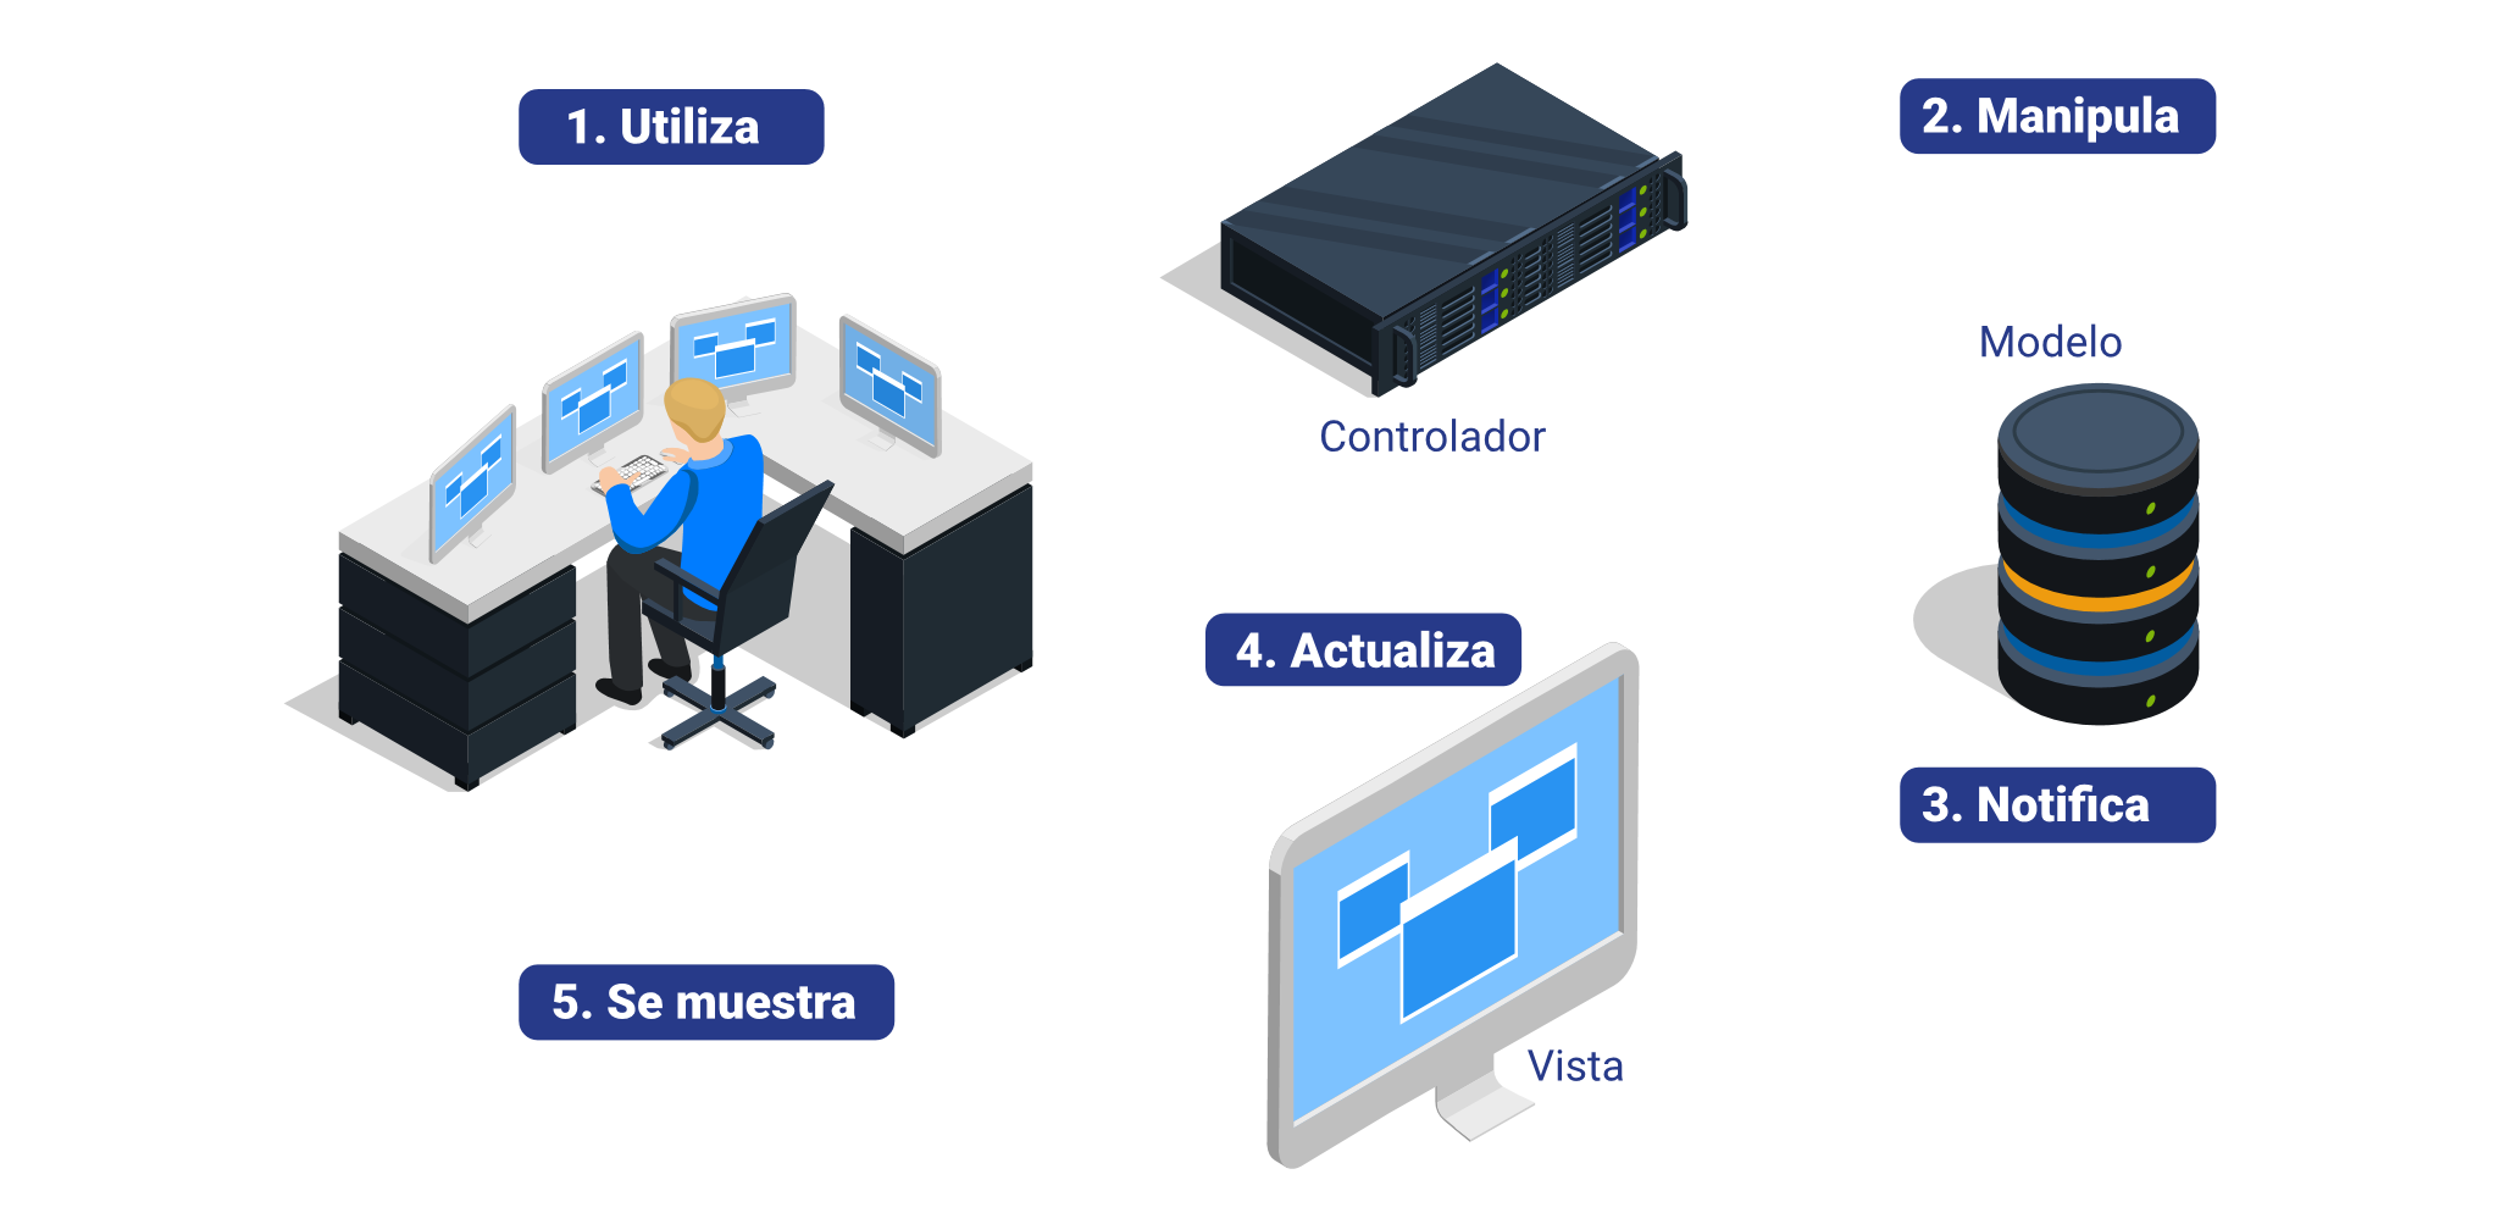 1. Utiliza
2. Manipula
Modelo
Controlador
4. Actualiza
3. Notifica
5. Se muestra
Vista